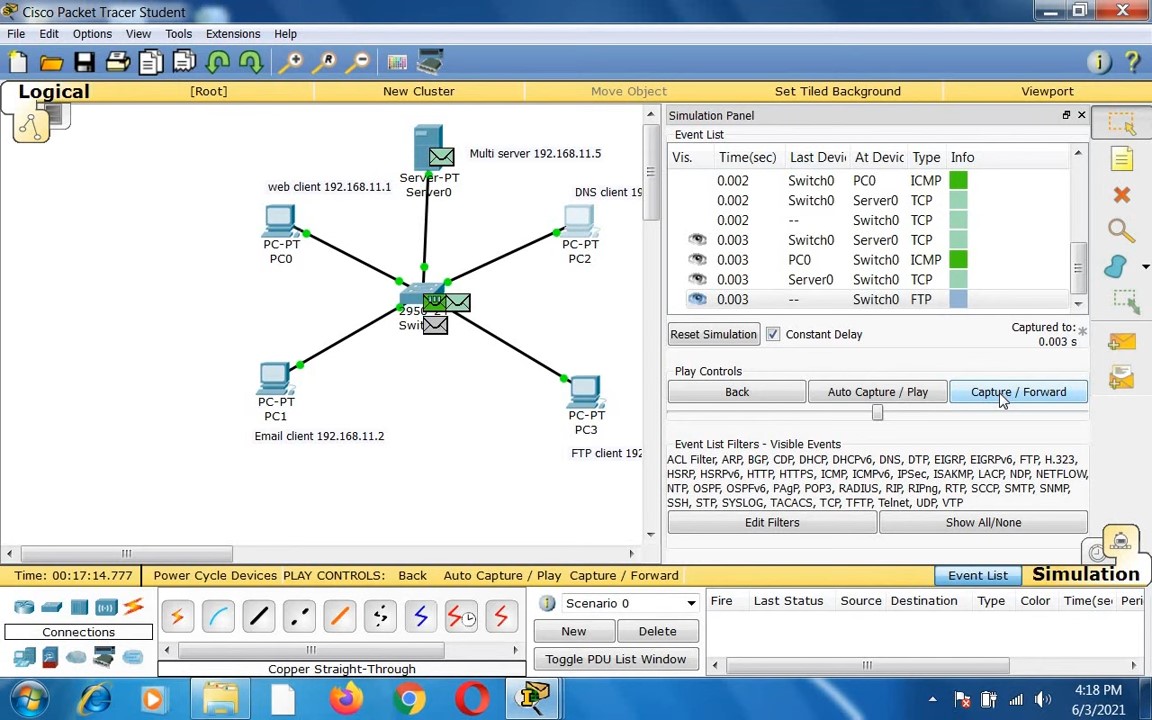 Cisco Packet Tracer Student
File Edit Options View Tools Extensions Help
Logical [Root] New Cluster Move Object Set Tiled Background Viewport
Multi server 192.168.11.5
Server-PT
Server0
web client 192.168.11.1
DNS client 19
PC-PT
PC0
PC-PT
PC2
Swit
PC-PT
PC1
Email client 192.168.11.2
PC-PT
PC3
FTP client 192
Simulation Panel
Event List
Vis. Time(sec) Last Devi At Devic Type Info
0.002 Switch0 PC0 ICMP
0.002 Switch0 Server0 TCP
0.002 -- Switch0 TCP
0.003 Switch0 Server0 TCP
0.003 PC0 Switch0 ICMP
0.003 Server0 Switch0 TCP
0.003 -- Switch0 FTP
Reset Simulation Constant Delay Captured to: *
0.003 s
Play Controls
Back Auto Capture / Play Capture / Forward
Event List Filters - Visible Events
ACL Filter, ARP, BGP, CDP, DHCP, DHCPv6, DNS, DTP, EIGRP, EIGRPv6, FTP, H.323,
HSRP, HSRPv6, HTTP, HTTPS, ICMP, ICMPv6, IPSec, ISAKMP, LACP, NDP, NETFLOW,
NTP, OSPF, OSPFv6, PAgP, POP3, RADIUS, RIP, RIPng, RTP, SCCP, SMTP, SNMP,
SSH, STP, SYSLOG, TACACS, TCP, TFTP, Telnet, UDP, VTP
Edit Filters Show All/None
Time: 00:17:14.777 Power Cycle Devices PLAY CONTROLS: Back Auto Capture / Play Capture / Forward Event List Simulation
Connections
Copper Straight-Through
Scenario 0
New Delete
Toggle PDU List Window
Fire Last Status Source Destination Type Color Time(sec Peri
4:18 PM
6/3/2021